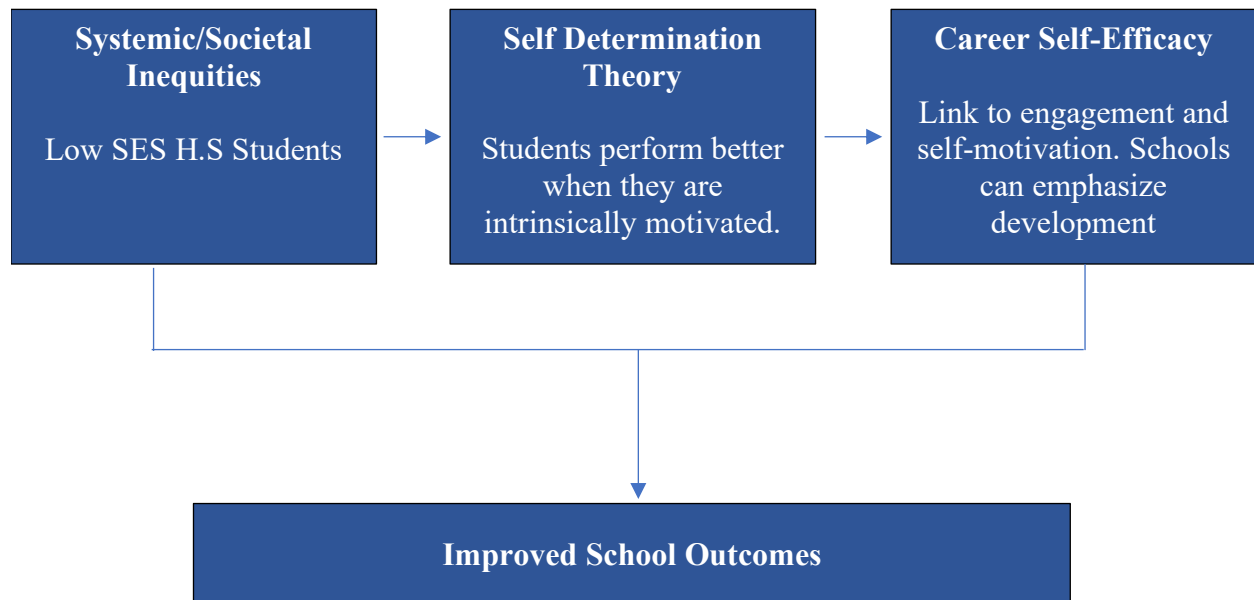 Systemic/Societal
Inequities
Low SES H.S Students
Self Determination
Theory
Students perform better
when they are
intrinsically motivated.
Career Self-Efficacy
Link to engagement and
self-motivation. Schools
can emphasize
development
Improved School Outcomes